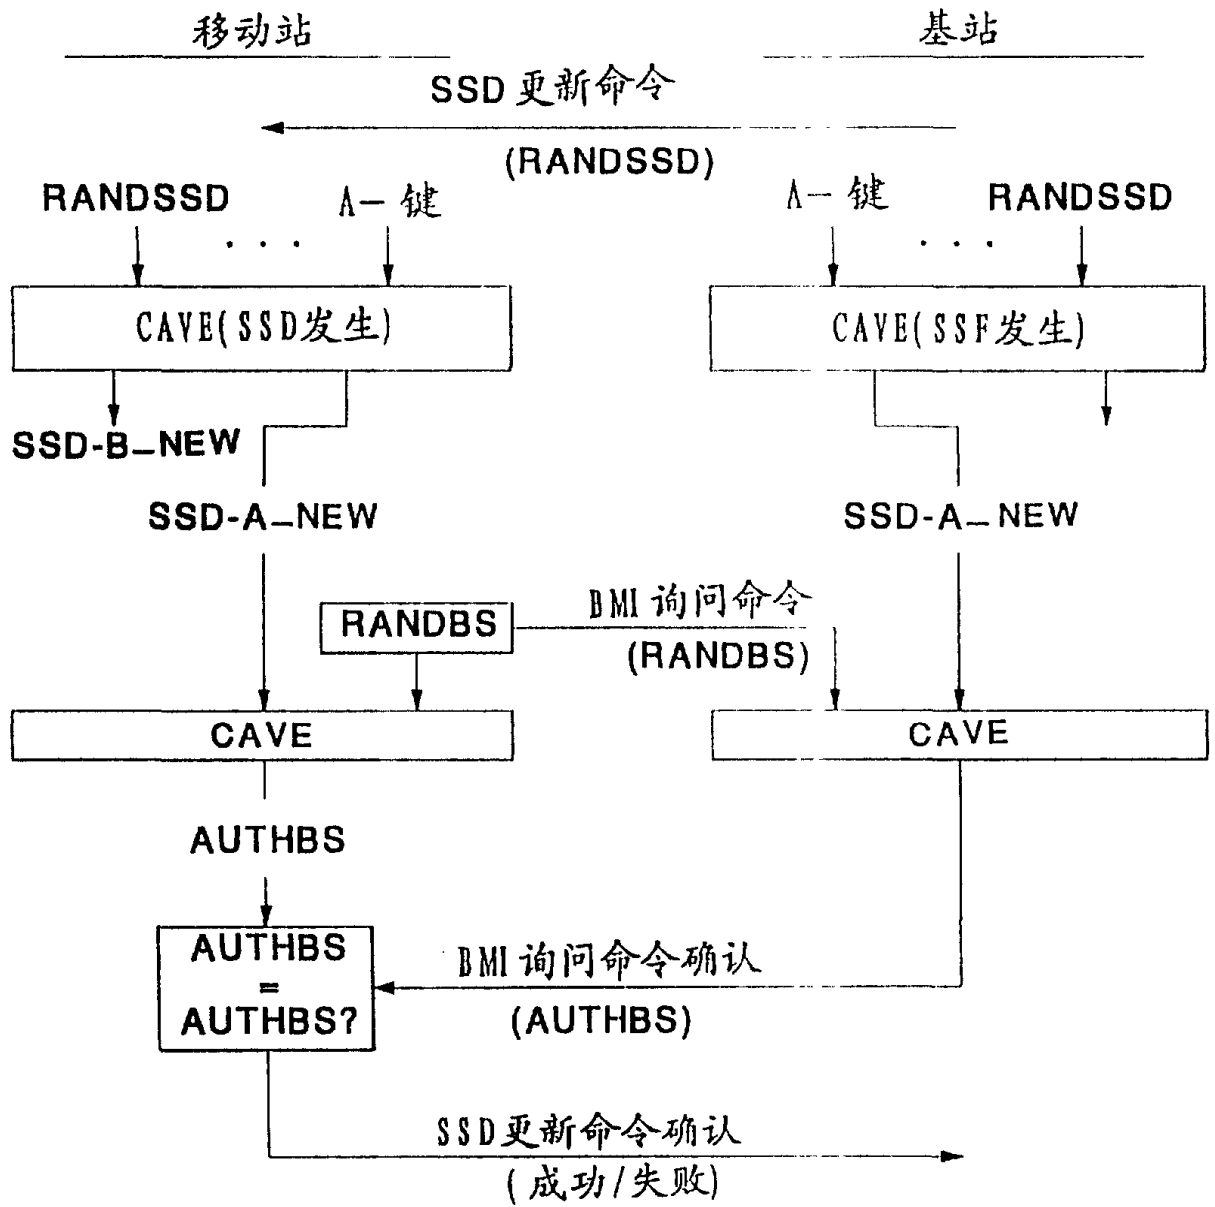 移动站
基站
SSD 更新命令
(RANDSSD)
RANDSSD
A— 键
A— 键
RANDSSD
. . .
. . .
CAVE(SSD发生)
CAVE(SSF发生)
SSD-B—NEW
SSD-A—NEW
SSD-A—NEW
BMI 询问命令
RANDBS
(RANDBS)
CAVE
CAVE
AUTHBS
AUTHBS
=
AUTHBS?
BMI 询问命令确认
(AUTHBS)
SSD更新命令确认
(成功/失败)